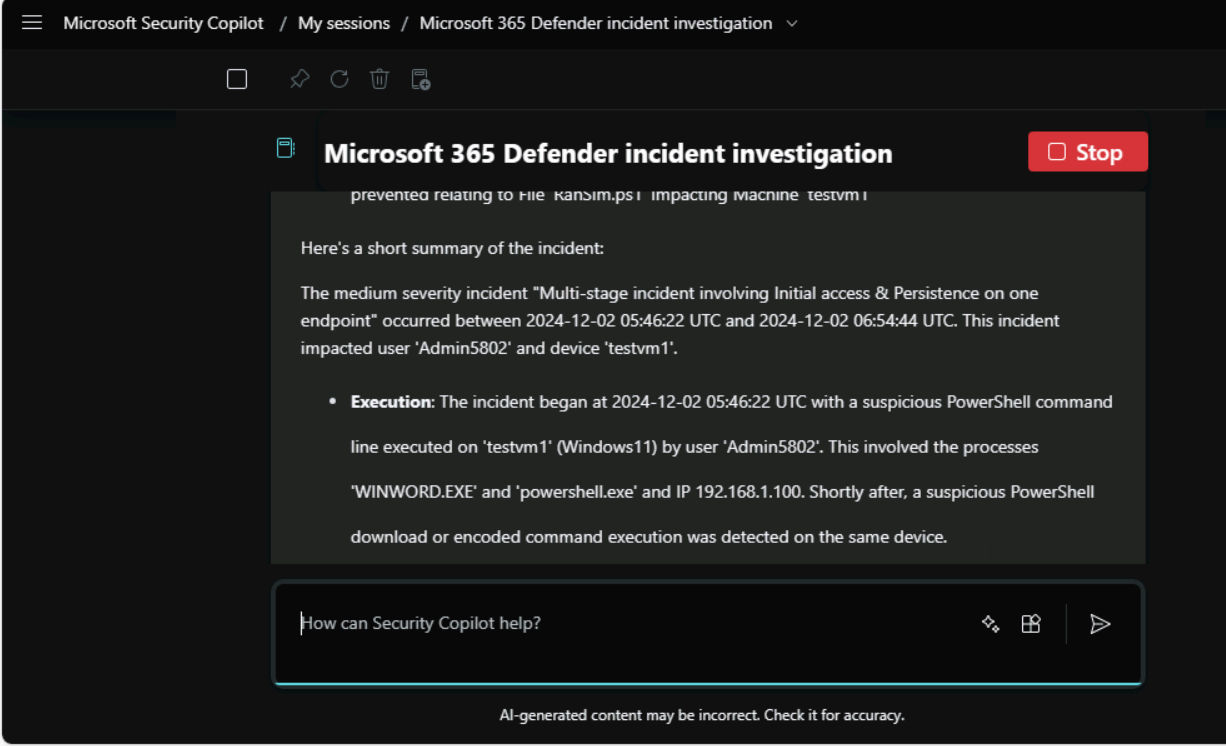 Microsoft Security Copilot / My sessions / Microsoft 365 Defender incident investigation
Microsoft 365 Defender incident investigation
Stop
prevented relating to File 'RanSim.ps1' impacting Machine 'testvm1'
Here's a short summary of the incident:
The medium severity incident "Multi-stage incident involving Initial access & Persistence on one
endpoint" occurred between 2024-12-02 05:46:22 UTC and 2024-12-02 06:54:44 UTC. This incident
impacted user 'Admin5802' and device 'testvm1'.
• Execution: The incident began at 2024-12-02 05:46:22 UTC with a suspicious PowerShell command
line executed on 'testvm1' (Windows11) by user 'Admin5802'. This involved the processes
'WINWORD.EXE' and 'powershell.exe' and IP 192.168.1.100. Shortly after, a suspicious PowerShell
download or encoded command execution was detected on the same device.
How can Security Copilot help?
AI-generated content may be incorrect. Check it for accuracy.